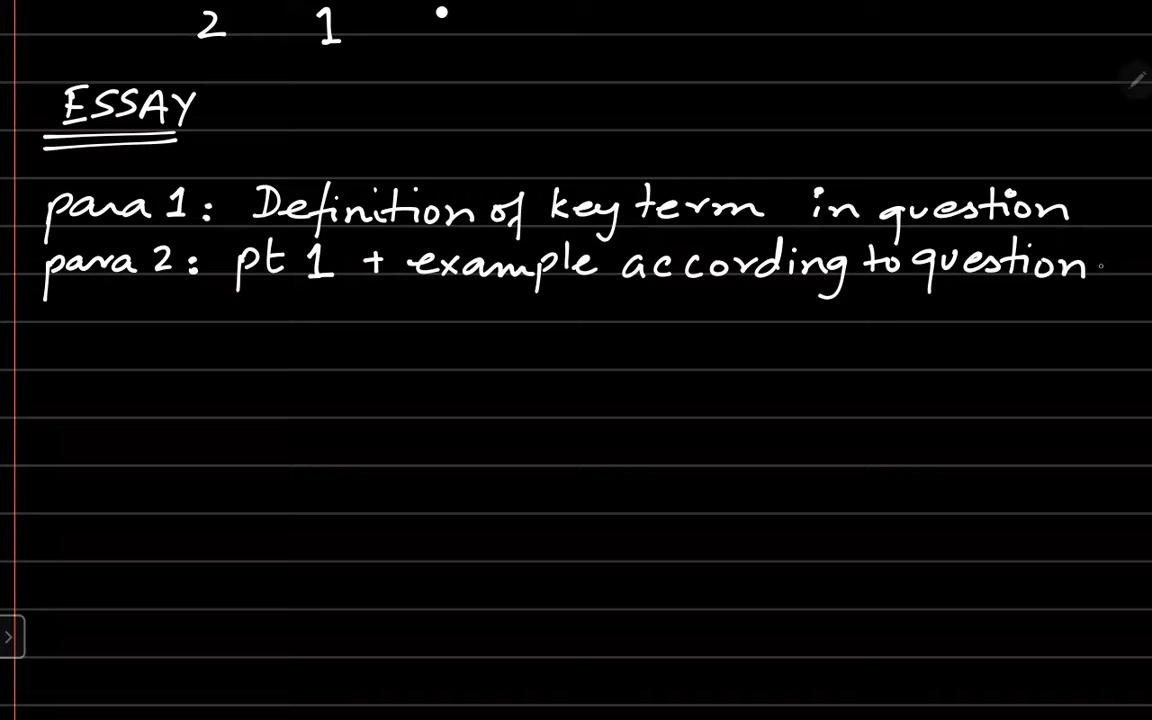 2 1
ESSAY
para 1: Definition of key term in question
para 2: pt 1 + example according to question